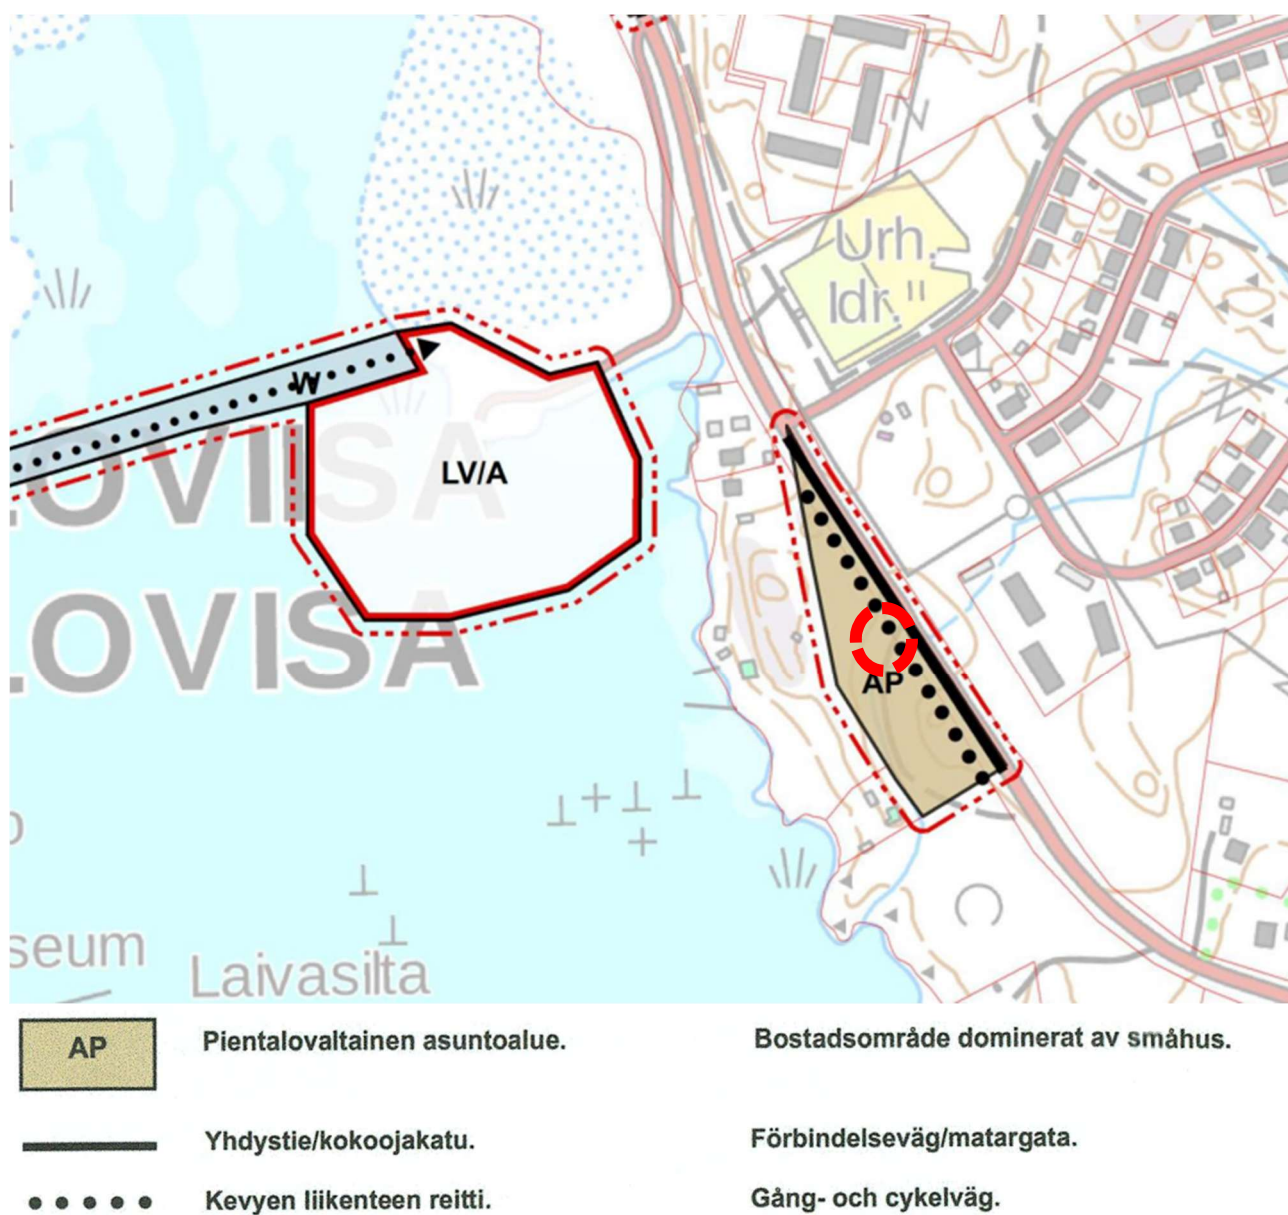 Urh.
Idr.
W
LOVIISA
LV/A
LOVISA
AP
seum
Laivasilta
AP Pientalovaltainen asuntoalue. Bostadsområde dominerat av småhus.
Yhdystie/kokoojakatu. Förbindelseväg/matargata.
Kevyen liikenteen reitti. Gång- och cykelväg.